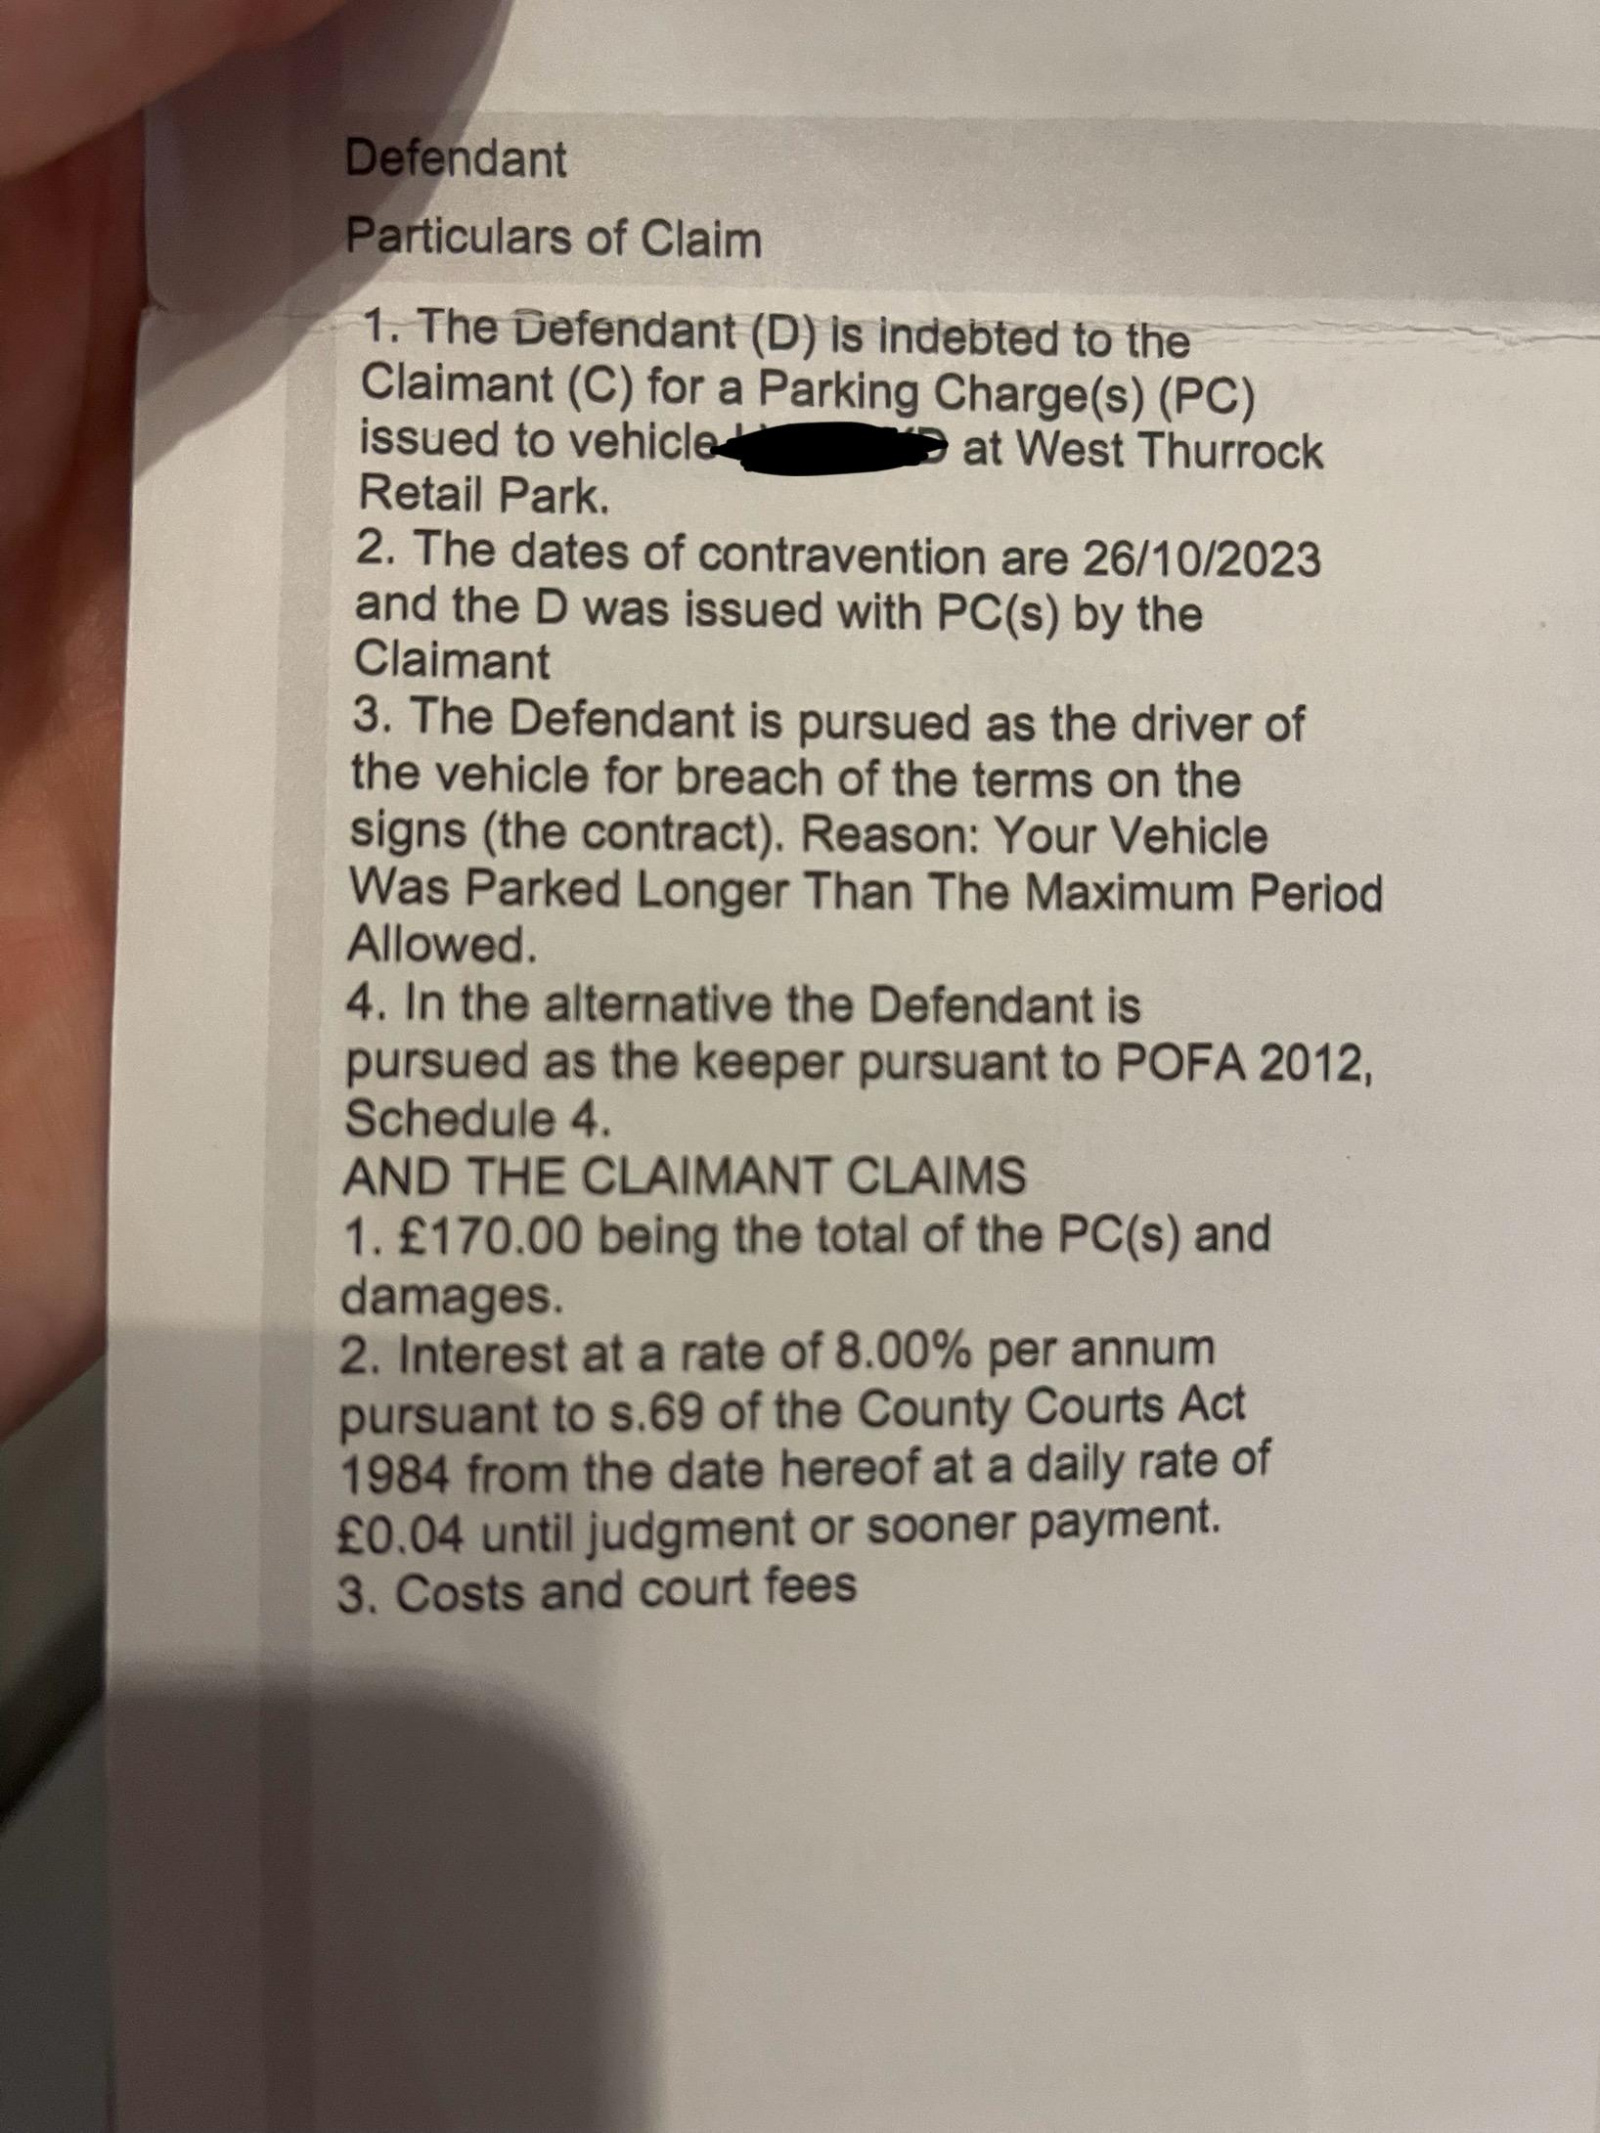 Defendant
Particulars of Claim
1. The Defendant (D) is indebted to the
Claimant (C) for a Parking Charge(s) (PC)
issued to vehicle at West Thurrock
Retail Park.
2. The dates of contravention are 26/10/2023
and the D was issued with PC(s) by the
Claimant
3. The Defendant is pursued as the driver of
the vehicle for breach of the terms on the
signs (the contract). Reason: Your Vehicle
Was Parked Longer Than The Maximum Period
Allowed.
4. In the alternative the Defendant is
pursued as the keeper pursuant to POFA 2012,
Schedule 4.
AND THE CLAIMANT CLAIMS
1. £170.00 being the total of the PC(s) and
damages.
2. Interest at a rate of 8.00% per annum
pursuant to s.69 of the County Courts Act
1984 from the date hereof at a daily rate of
£0.04 until judgment or sooner payment.
3. Costs and court fees